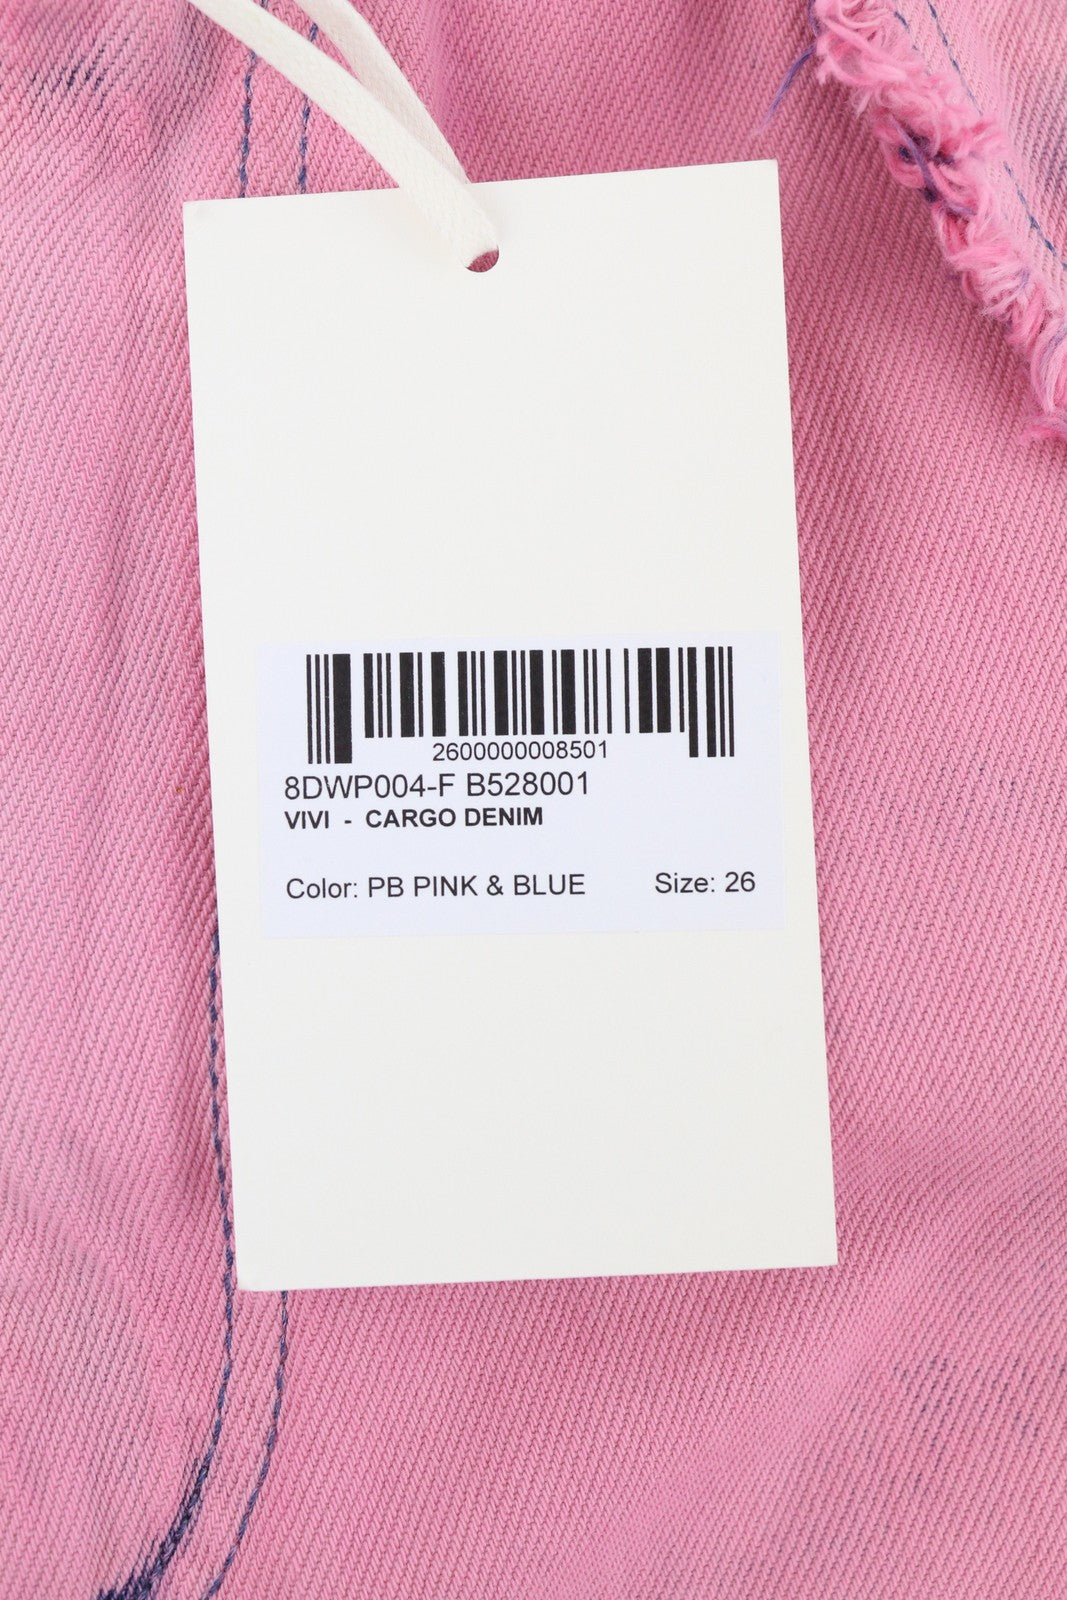 2600000008501
8DWP004-F B528001
VIVI - CARGO DENIM
Color: PB PINK & BLUE Size: 26